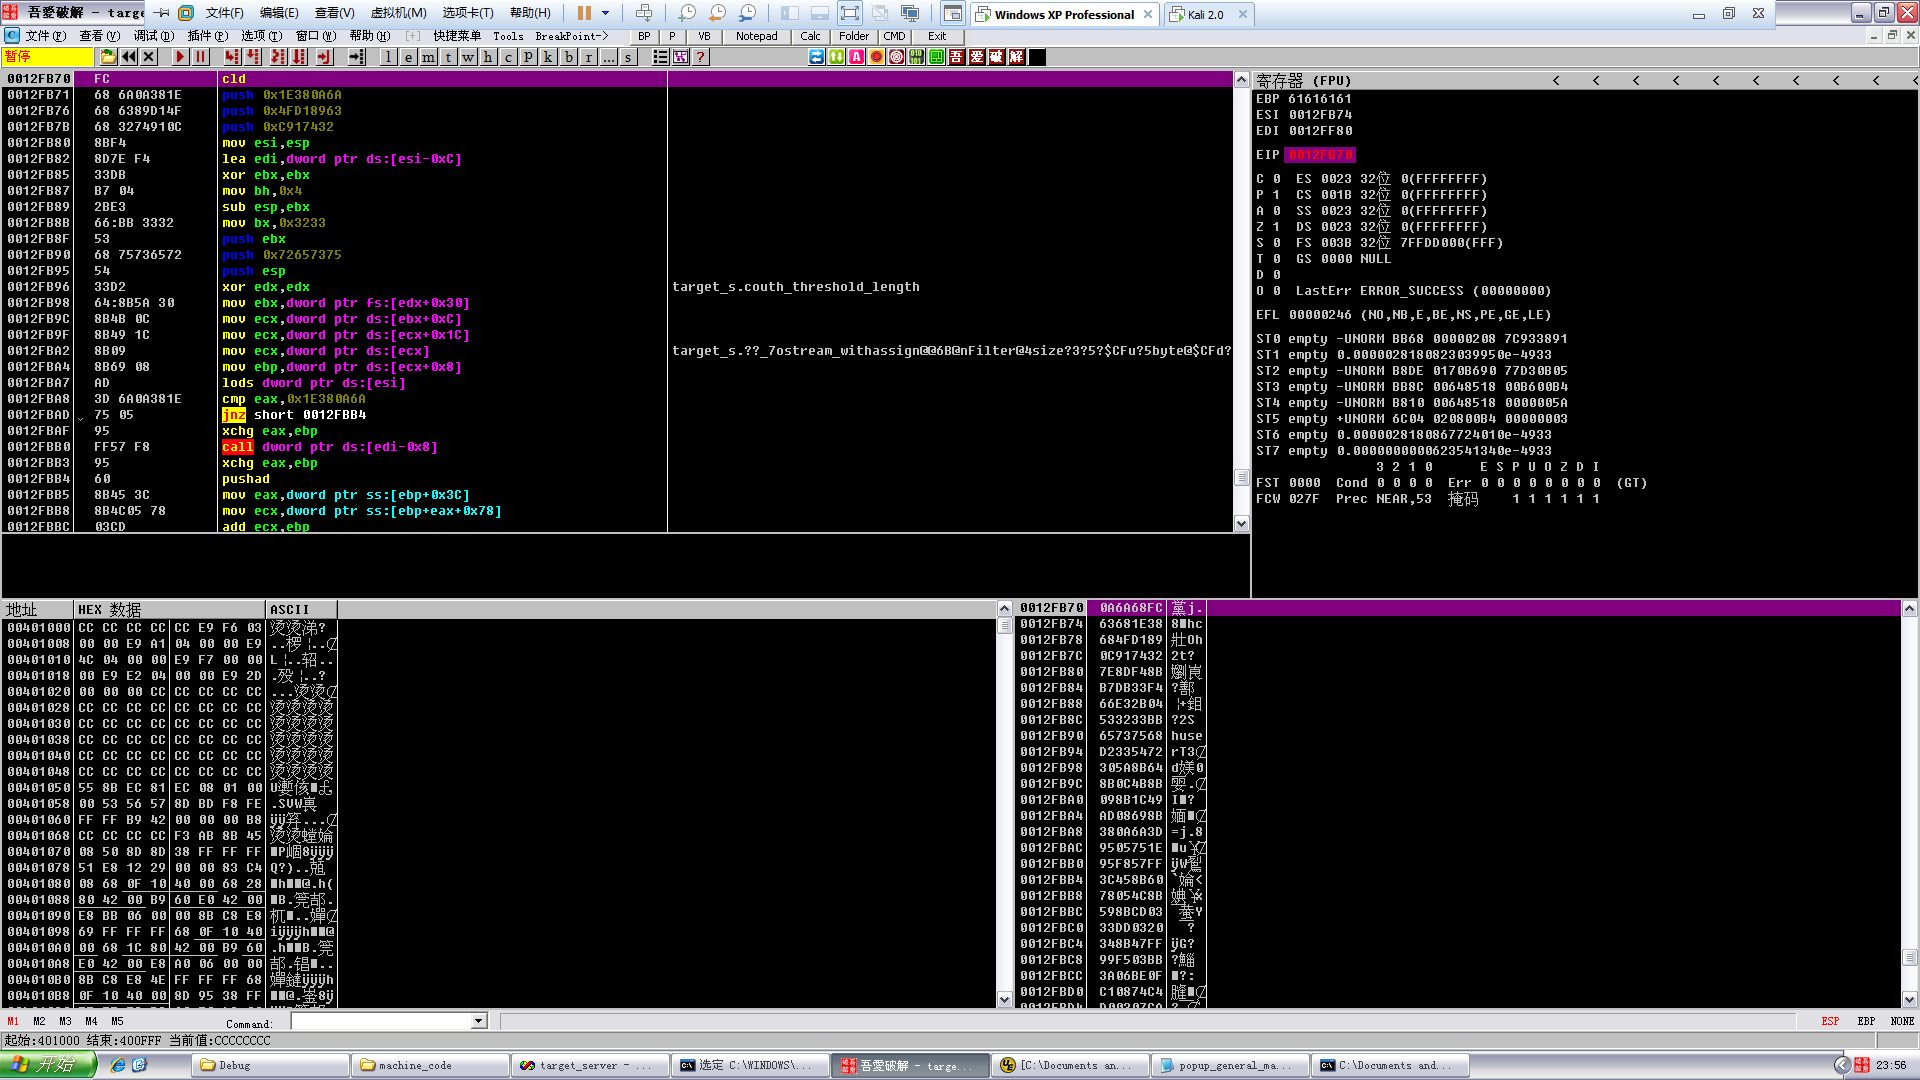 吾爱破解 - targe
文件(F) 编辑(E) 查看(V) 虚拟机(M) 选项卡(T) 帮助(H)
Windows XP Professional
Kali 2.0
文件(F) 查看(V) 调试(D) 插件(P) 选项(T) 窗口(W) 帮助(H) [+] 快捷菜单 Tools BreakPoint->
BP P VB Notepad Calc Folder CMD Exit
暂停
l e m t w h c p k b r ... s
0012FB70 FC cld
0012FB71 68 6A0A381E push 0x1E380A6A
0012FB76 68 6389D14F push 0x4FD18963
0012FB7B 68 3274910C push 0xC917432
0012FB80 8BF4 mov esi,esp
0012FB82 8D7E F4 lea edi,dword ptr ds:[esi-0xC]
0012FB85 33DB xor ebx,ebx
0012FB87 B7 04 mov bh,0x4
0012FB89 2BE3 sub esp,ebx
0012FB8B 66:BB 3332 mov bx,0x3233
0012FB8F 53 push ebx
0012FB90 68 75736572 push 0x72657375
0012FB95 54 push esp
0012FB96 33D2 xor edx,edx target_s.couth_threshold_length
0012FB98 64:8B5A 30 mov ebx,dword ptr fs:[edx+0x30]
0012FB9C 8B4B 0C mov ecx,dword ptr ds:[ebx+0xC]
0012FB9F 8B49 1C mov ecx,dword ptr ds:[ecx+0x1C]
0012FBA2 8B09 mov ecx,dword ptr ds:[ecx] target_s.??_7ostream_withassign@@6B@nFilter@4size?3?5?$CFu?5byte@$CFd?
0012FBA4 8B69 08 mov ebp,dword ptr ds:[ecx+0x8]
0012FBA7 AD lods dword ptr ds:[esi]
0012FBA8 3D 6A0A381E cmp eax,0x1E380A6A
0012FBAD 75 05 jnz short 0012FBB4
0012FBAF 95 xchg eax,ebp
0012FBB0 FF57 F8 call dword ptr ds:[edi-0x8]
0012FBB3 95 xchg eax,ebp
0012FBB4 60 pushad
0012FBB5 8B45 3C mov eax,dword ptr ss:[ebp+0x3C]
0012FBB8 8B4C05 78 mov ecx,dword ptr ss:[ebp+eax+0x78]
0012FBBC 03CD add ecx,ebp
寄存器 (FPU) < < < < < < < < < <
EBP 61616161
ESI 0012FB74
EDI 0012FF80
EIP 0012FB70
C 0 ES 0023 32位 0(FFFFFFFF)
P 1 CS 001B 32位 0(FFFFFFFF)
A 0 SS 0023 32位 0(FFFFFFFF)
Z 1 DS 0023 32位 0(FFFFFFFF)
S 0 FS 003B 32位 7FFDD000(FFF)
T 0 GS 0000 NULL
D 0
O 0 LastErr ERROR_SUCCESS (00000000)
EFL 00000246 (NO,NB,E,BE,NS,PE,GE,LE)
ST0 empty -UNORM BB68 00000208 7C933891
ST1 empty 0.0000028180823039950e-4933
ST2 empty -UNORM B8DE 0170B690 77D30B05
ST3 empty -UNORM BB8C 00648518 00B600B4
ST4 empty -UNORM B810 00648518 0000005A
ST5 empty +UNORM 6C04 020800B4 00000003
ST6 empty 0.0000028180867724010e-4933
ST7 empty 0.0000000000623541340e-4933
3 2 1 0 E S P U O Z D I
FST 0000 Cond 0 0 0 0 Err 0 0 0 0 0 0 0 0 (GT)
FCW 027F Prec NEAR,53 掩码 1 1 1 1 1 1
地址 HEX 数据 ASCII
00401000 CC CC CC CC CC E9 F6 03
00401008 00 00 E9 A1 04 00 00 E9
00401010 4C 04 00 00 E9 F7 00 00
00401018 00 E9 E2 04 00 00 E9 2D
00401020 00 00 00 CC CC CC CC CC
00401028 CC CC CC CC CC CC CC CC 烫烫烫烫
00401030 CC CC CC CC CC CC CC CC 烫烫烫烫
00401038 CC CC CC CC CC CC CC CC 烫烫烫烫
00401040 CC CC CC CC CC CC CC CC 烫烫烫烫
00401048 CC CC CC CC CC CC CC CC 烫烫烫烫
00401050 55 8B EC 81 EC 08 01 00
00401058 00 53 56 57 8D BD F8 FE
00401060 FF FF B9 42 00 00 00 B8
00401068 CC CC CC CC F3 AB 8B 45
00401070 08 50 8D 8D 38 FF FF FF
00401078 51 E8 12 29 00 00 83 C4
00401080 08 68 0F 10 40 00 68 28
00401088 80 42 00 B9 60 E0 42 00
00401090 E8 BB 06 00 00 8B C8 E8
00401098 69 FF FF FF 68 0F 10 40
004010A0 00 68 1C 80 42 00 B9 60
004010A8 E0 42 00 E8 A0 06 00 00
004010B0 8B C8 E8 4E FF FF FF 68
004010B8 0F 10 40 00 8D 95 38 FF
0012FB70 0A6A68FC
0012FB74 63681E38
0012FB78 684FD189
0012FB7C 0C917432 2t?
0012FB80 7E8DF48B
0012FB84 B7DB33F4
0012FB88 66E32B04
0012FB8C 533233BB ?2S
0012FB90 65737568 huse
0012FB94 D2335472
0012FB98 305A8B64
0012FB9C 8B0C4B8B
0012FBA0 098B1C49
0012FBA4 AD08698B
0012FBA8 380A6A3D =j.8
0012FBAC 9505751E
0012FBB0 95F857FF
0012FBB4 3C458B60
0012FBB8 78054C8B
0012FBBC 598BCD03
0012FBC0 33DD0320
0012FBC4 348B47FF
0012FBC8 99F503BB
0012FBCC 3A06BE0F
0012FBD0 C10874C4
M1 M2 M3 M4 M5 Command: ESP EBP NONE
起始:401000 结束:400FFF 当前值:CCCCCCCC
开始 Debug machine_code target_server - ... 选定 C:\WINDOWS\... 吾爱破解 - targe... [C:\Documents an... popup_general_ma... C:\Documents and... 23:56